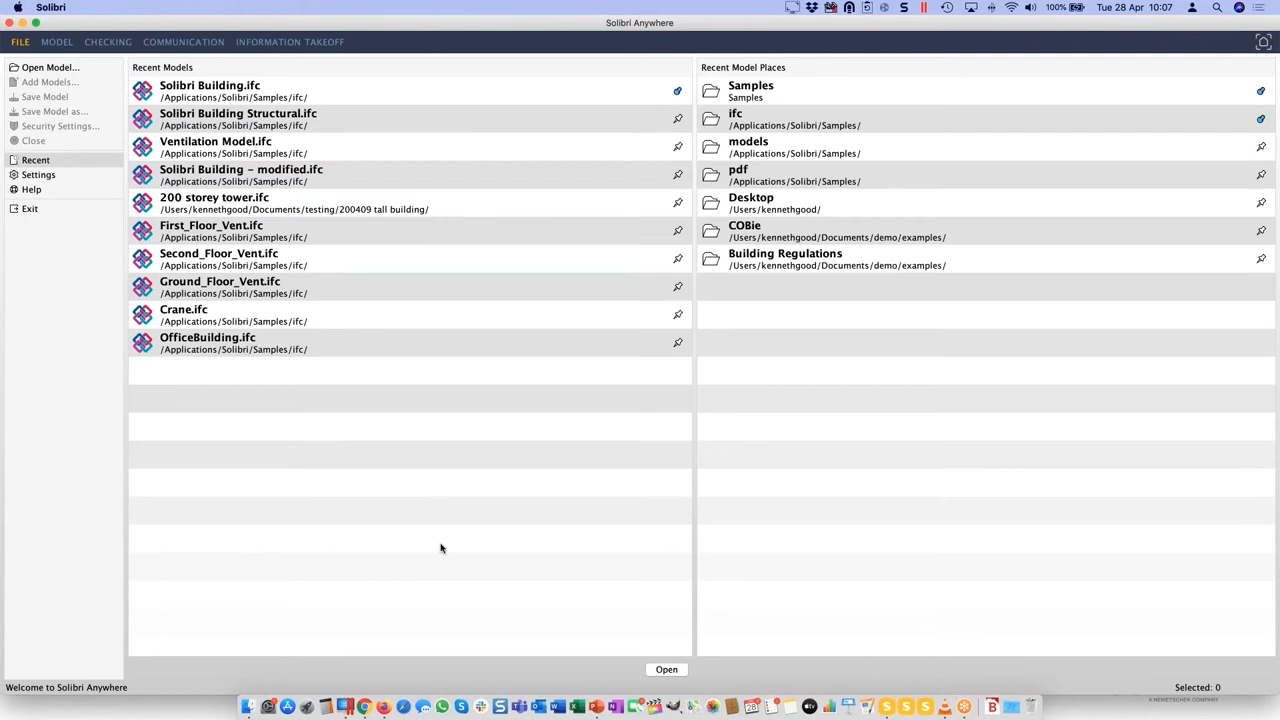 Solibri
100%
Tue 28 Apr 10:07
Solibri Anywhere
FILE MODEL CHECKING COMMUNICATION INFORMATION TAKEOFF
Open Model...
Add Models...
Save Model
Save Model as...
Security Settings...
Close
Recent
Settings
Help
Exit
Recent Models
Solibri Building.ifc
/Applications/Solibri/Samples/ifc/
Solibri Building Structural.ifc
/Applications/Solibri/Samples/ifc/
Ventilation Model.ifc
/Applications/Solibri/Samples/ifc/
Solibri Building - modified.ifc
/Applications/Solibri/Samples/ifc/
200 storey tower.ifc
/Users/kennethgood/Documents/testing/200409 tall building/
First_Floor_Vent.ifc
/Applications/Solibri/Samples/ifc/
Second_Floor_Vent.ifc
/Applications/Solibri/Samples/ifc/
Ground_Floor_Vent.ifc
/Applications/Solibri/Samples/ifc/
Crane.ifc
/Applications/Solibri/Samples/ifc/
OfficeBuilding.ifc
/Applications/Solibri/Samples/ifc/
Recent Model Places
Samples
Samples
ifc
/Applications/Solibri/Samples/
models
/Applications/Solibri/Samples/
pdf
/Applications/Solibri/Samples/
Desktop
/Users/kennethgood/
COBie
/Users/kennethgood/Documents/demo/examples/
Building Regulations
/Users/kennethgood/Documents/demo/examples/
Open
Welcome to Solibri Anywhere
Selected: 0
A NEMETSCHEK COMPANY